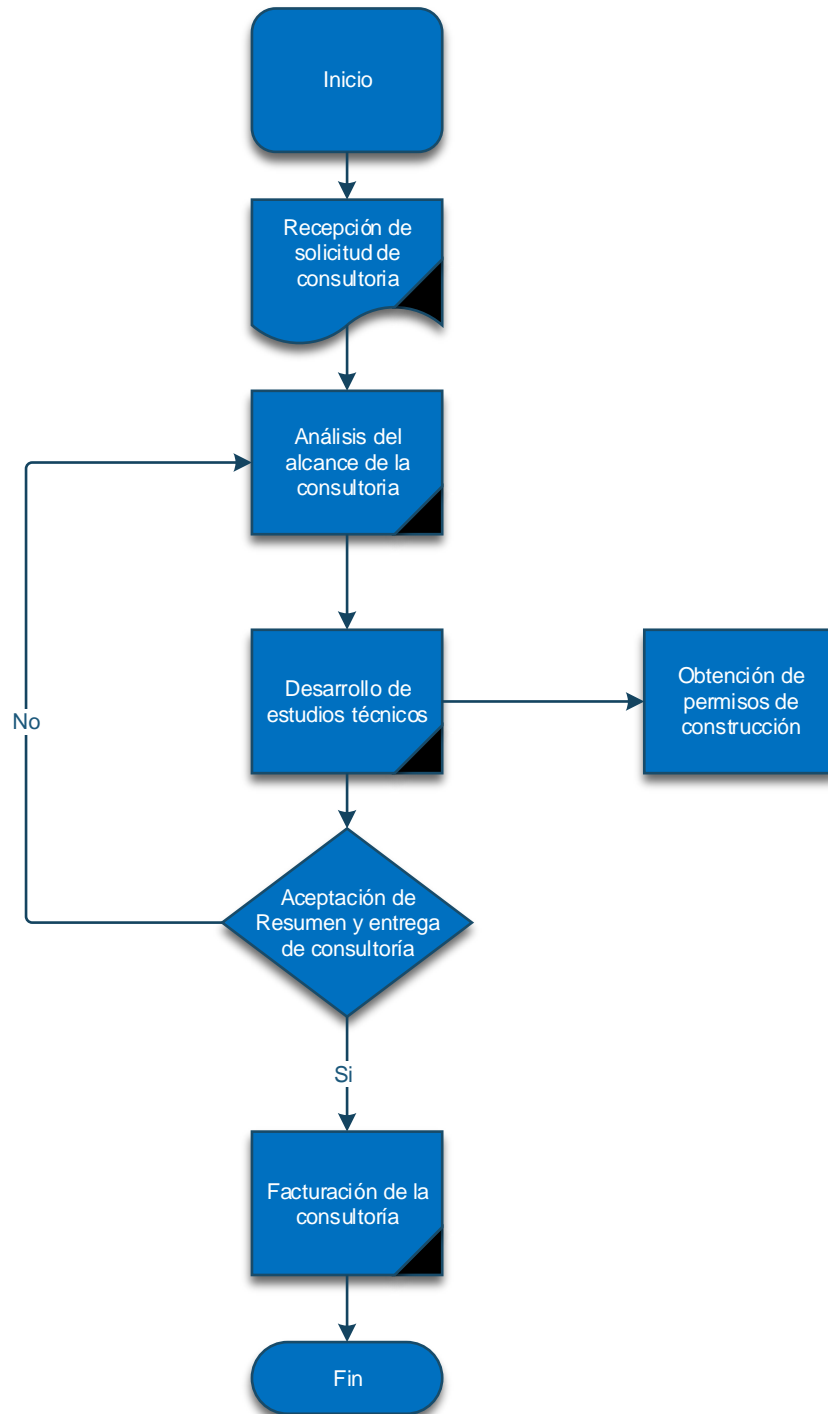 Inicio
Recepción de
solicitud de
consultoria
Análisis del
alcance de la
consultoria
Desarrollo de
estudios técnicos
Obtención de
permisos de
construcción
No
Aceptación de
Resumen y entrega
de consultoría
Si
Facturación de la
consultoría
Fin